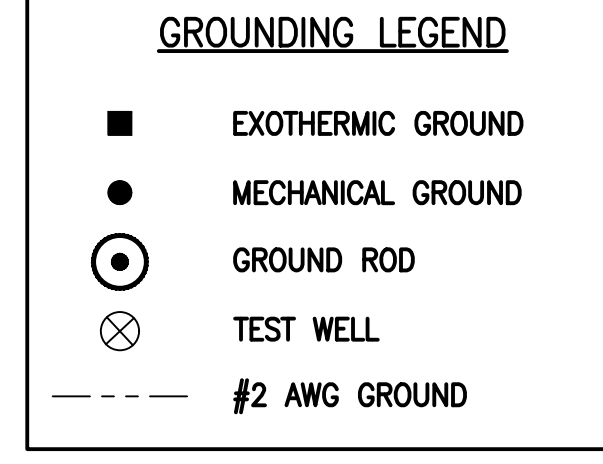 GROUNDING LEGEND
EXOTHERMIC GROUND
MECHANICAL GROUND
GROUND ROD
TEST WELL
#2 AWG GROUND